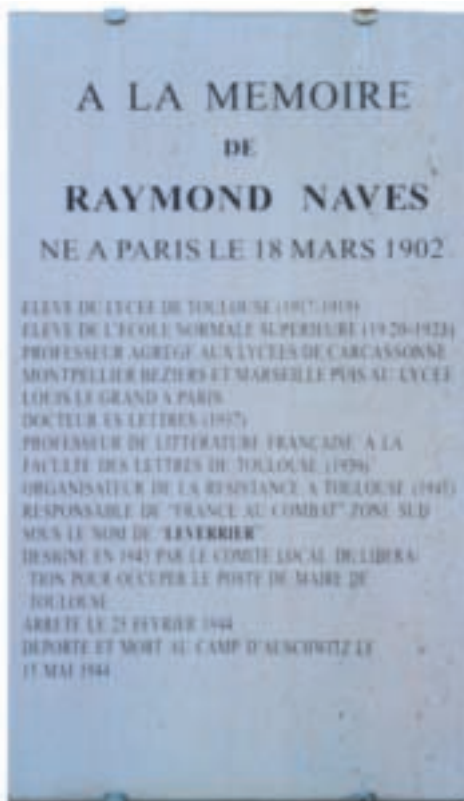 A LA MEMOIRE
DE
RAYMOND NAVES
NE A PARIS LE 18 MARS 1902
ELEVE DU LYCEE DE TOULOUSE (1917-1919)
ELEVE DE L'ECOLE NORMALE SUPERIEURE (1920-1923)
PROFESSEUR AGREGE AUX LYCEES DE CARCASSONNE
MONTPELLIER BEZIERS ET MARSEILLE PUIS AU LYCEE
LOUIS LE GRAND A PARIS
DOCTEUR ES LETTRES (1937)
PROFESSEUR DE LITTERATURE FRANÇAISE A LA
FACULTE DES LETTRES DE TOULOUSE
ORGANISATEUR DE LA RESISTANCE A TOULOUSE
RESPONSABLE DE "FRANCE AU COMBAT" ZONE SUD
SOUS LE NOM DE "LEVERRIER"
DESIGNE EN 1943 PAR LE COMITE LOCAL DE LIBERA-
TION POUR OCCUPER LE POSTE DE MAIRE DE
TOULOUSE
ARRETE LE 25 FEVRIER 1944
DEPORTE ET MORT AU CAMP D'AUSCHWITZ LE
15 MAI 1944